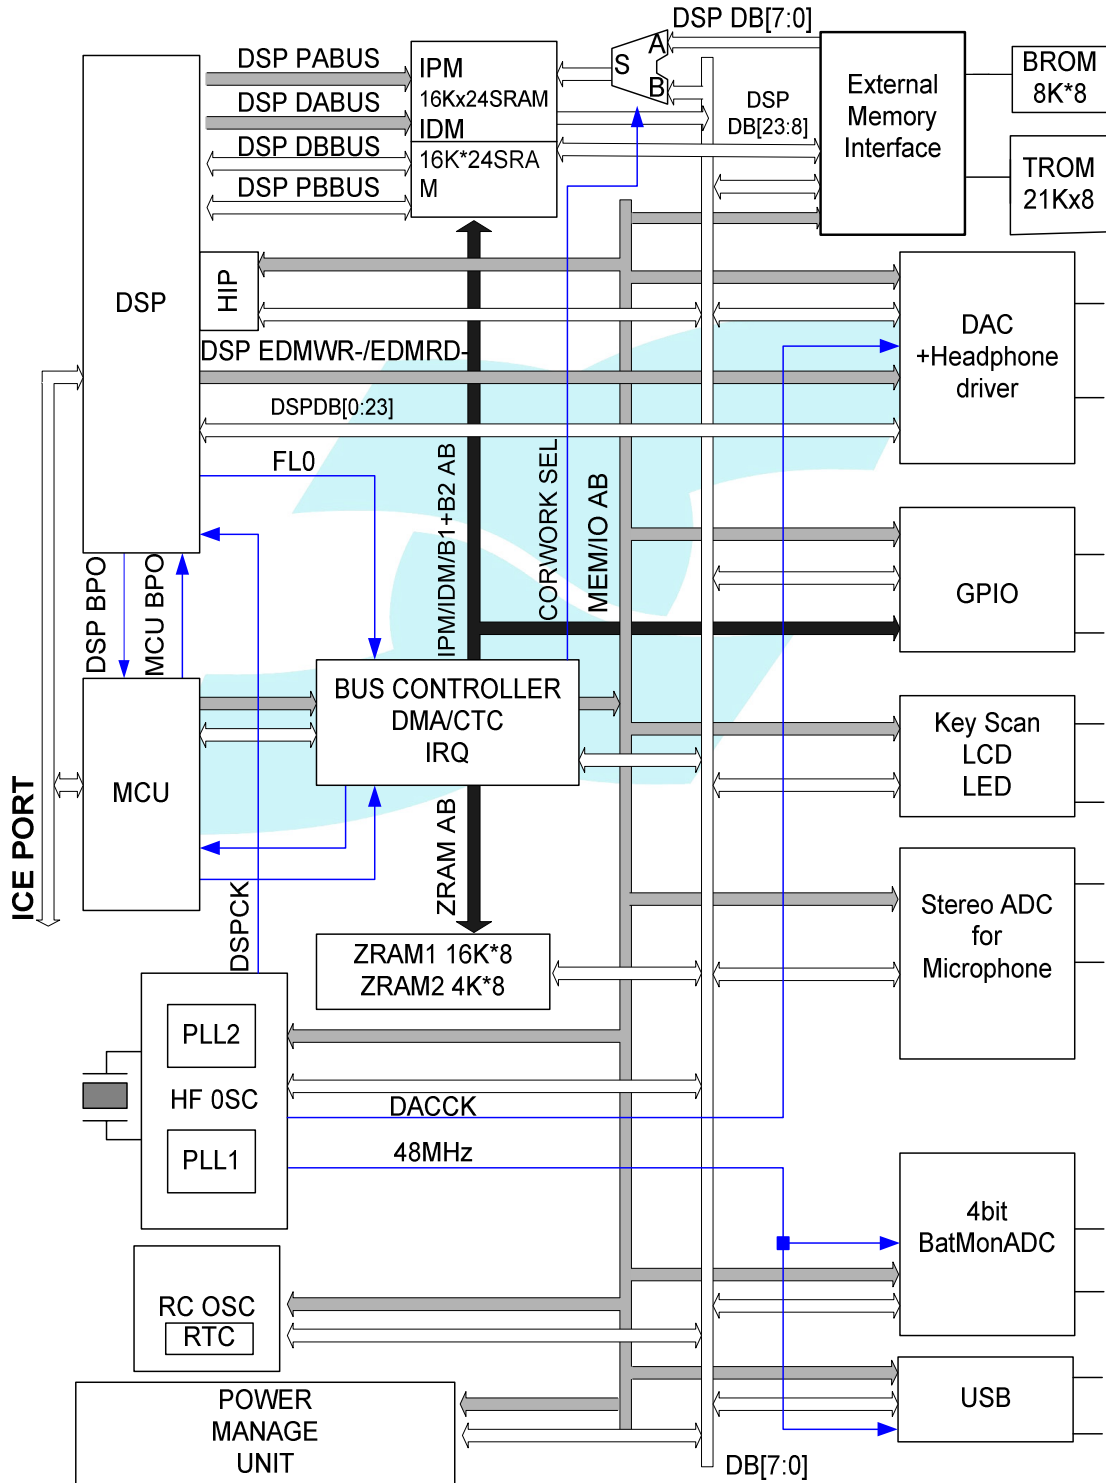 DSP DB[7:0]
DSP PABUS
DSP DABUS
DSP DBBUS
DSP PBBUS
IPM
16Kx24SRAM
IDM
16K*24SRA
M
A
S
B
DSP
DB[23:8]
External
Memory
Interface
BROM
8K*8
TROM
21Kx8
DSP
HIP
DSP EDMWR-/EDMRD-
DSPDB[0:23]
FL0
DAC
+Headphone
driver
IPM/IDM/B1+B2 AB
CORWORK SEL
MEM/IO AB
DSP BPO
MCU BPO
GPIO
BUS CONTROLLER
DMA/CTC
IRQ
MCU
ICE PORT
Key Scan
LCD
LED
ZRAM AB
DSPCK
Stereo ADC
for
Microphone
ZRAM1 16K*8
ZRAM2 4K*8
PLL2
HF 0SC
PLL1
DACCK
48MHz
4bit
BatMonADC
RC OSC
RTC
USB
POWER
MANAGE
UNIT
DB[7:0]